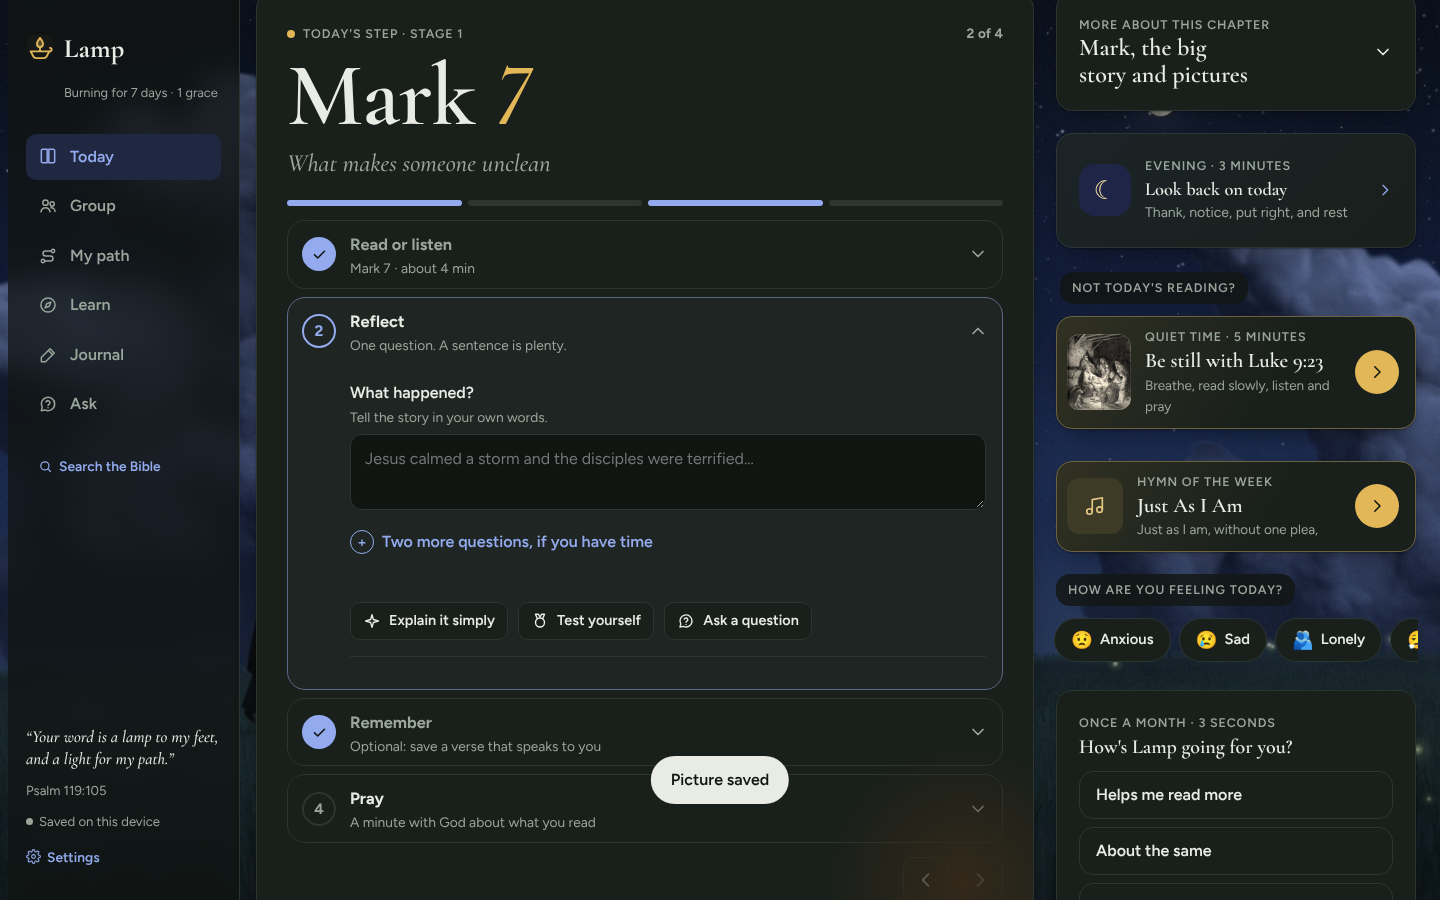 Lamp
Burning for 7 days · 1 grace
Today
Group
My path
Learn
Journal
Ask
Search the Bible
“Your word is a lamp to my feet,
and a light for my path.”
Psalm 119:105
Saved on this device
Settings
TODAY'S STEP · STAGE 1
2 of 4
Mark 7
What makes someone unclean
Read or listen
Mark 7 · about 4 min
2
Reflect
One question. A sentence is plenty.
What happened?
Tell the story in your own words.
Jesus calmed a storm and the disciples were terrified…
+ Two more questions, if you have time
Explain it simply
Test yourself
Ask a question
Remember
Optional: save a verse that speaks to you
Picture saved
4
Pray
A minute with God about what you read
MORE ABOUT THIS CHAPTER
Mark, the big
story and pictures
EVENING · 3 MINUTES
Look back on today
Thank, notice, put right, and rest
NOT TODAY'S READING?
QUIET TIME · 5 MINUTES
Be still with Luke 9:23
Breathe, read slowly, listen and
pray
HYMN OF THE WEEK
Just As I Am
Just as I am, without one plea,
HOW ARE YOU FEELING TODAY?
Anxious
Sad
Lonely
ONCE A MONTH · 3 SECONDS
How's Lamp going for you?
Helps me read more
About the same